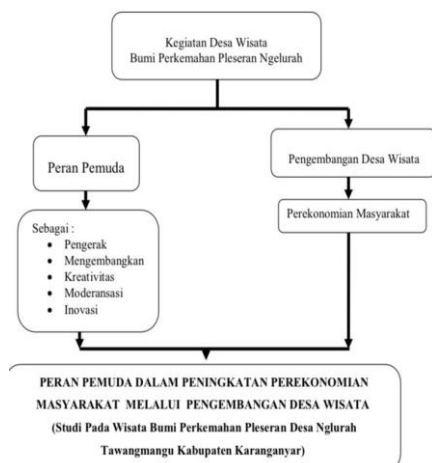 Kegiatan Desa Wisata
Bumi Perkemahan Pleseran Ngelurah
Peran Pemuda
Pengembangan Desa Wisata
Perekonomian Masyarakat
Sebagai :
• Pengerak
• Mengembangkan
• Kreativitas
• Moderansasi
• Inovasi
PERAN PEMUDA DALAM PENINGKATAN PEREKONOMIAN
MASYARAKAT MELALUI PENGEMBANGAN DESA WISATA
(Studi Pada Wisata Bumi Perkemahan Pleseran Desa Nglurah
Tawangmangu Kabupaten Karanganyar)